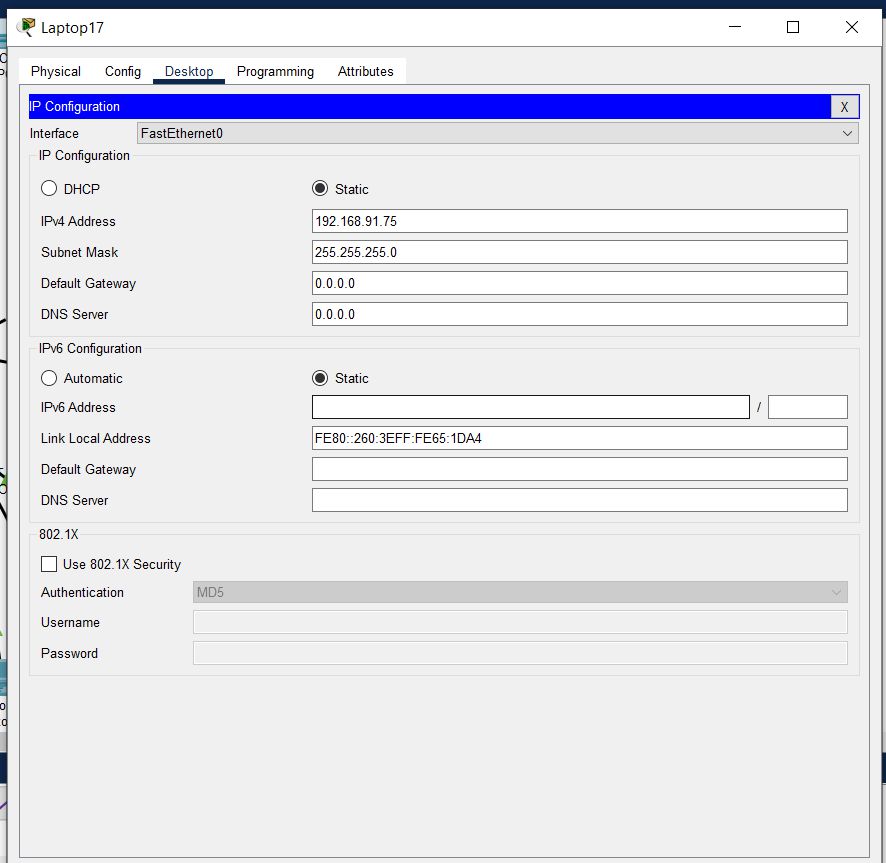 Laptop17
Physical Config Desktop Programming Attributes
IP Configuration X
Interface FastEthernet0
IP Configuration
DHCP Static
IPv4 Address 192.168.91.75
Subnet Mask 255.255.255.0
Default Gateway 0.0.0.0
DNS Server 0.0.0.0
IPv6 Configuration
Automatic Static
IPv6 Address /
Link Local Address FE80::260:3EFF:FE65:1DA4
Default Gateway
DNS Server
802.1X
Use 802.1X Security
Authentication MD5
Username
Password